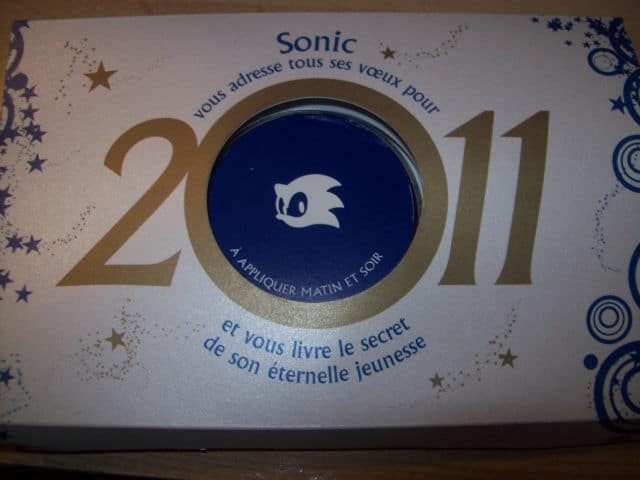 Sonic
vous adresse tous ses vœux pour
2011
À APPLIQUER MATIN ET SOIR
et vous livre le secret
de son éternelle jeunesse